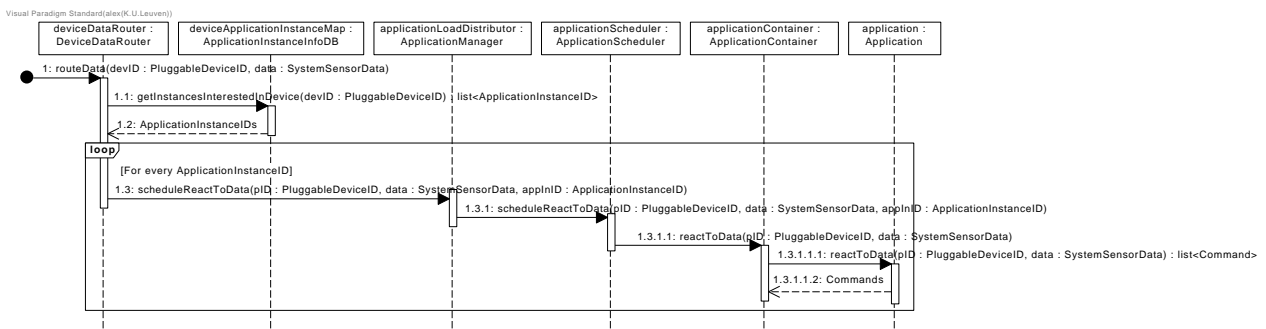 Visual Paradigm Standard(alex(K.U.Leuven))
deviceDataRouter :
DeviceDataRouter
deviceApplicationInstanceMap :
ApplicationInstanceInfoDB
applicationLoadDistributor :
ApplicationManager
applicationScheduler :
ApplicationScheduler
applicationContainer :
ApplicationContainer
application :
Application
1: routeData(devID : PluggableDeviceID, data : SystemSensorData)
1.1: getInstancesInterestedInDevice(devID : PluggableDeviceID) : list<ApplicationInstanceID>
1.2: ApplicationInstanceIDs
loop
[For every ApplicationInstanceID]
1.3: scheduleReactToData(pID : PluggableDeviceID, data : SystemSensorData, appInID : ApplicationInstanceID)
1.3.1: scheduleReactToData(pID : PluggableDeviceID, data : SystemSensorData, appInID : ApplicationInstanceID)
1.3.1.1: reactToData(pID : PluggableDeviceID, data : SystemSensorData)
1.3.1.1.1: reactToData(pID : PluggableDeviceID, data : SystemSensorData) : list<Command>
1.3.1.1.2: Commands